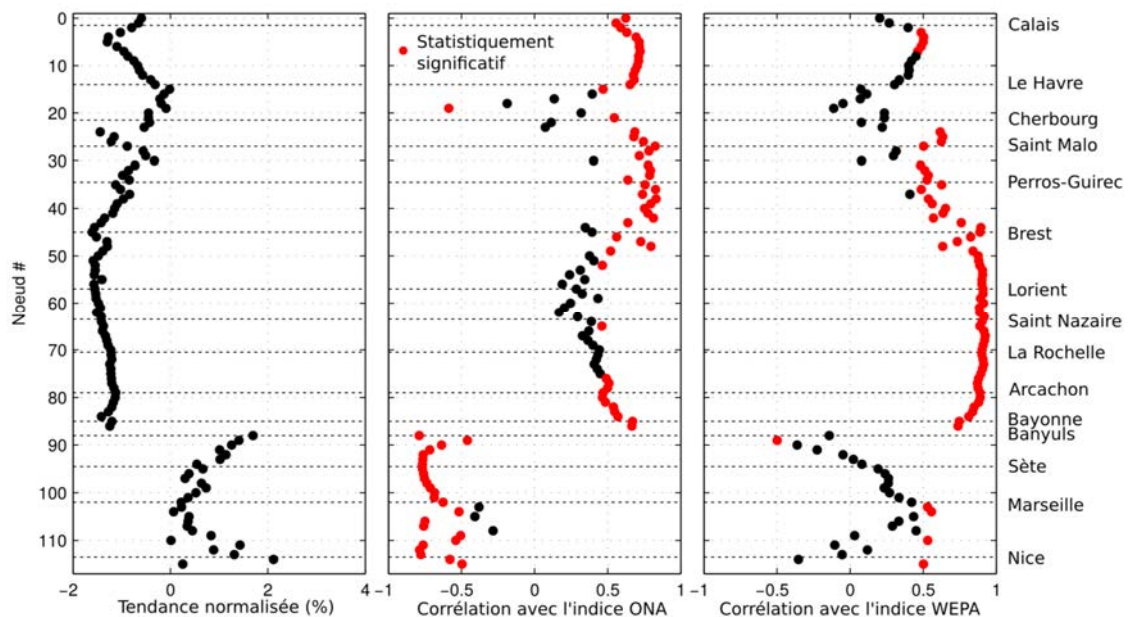 0
10
20
30
40
50
60
70
80
90
100
110
Noeud #
−2
0
2
4
Tendance normalisée (%)
Statistiquement
significatif
−1
−0.5
0
0.5
1
Corrélation avec l'indice ONA
−1
−0.5
0
0.5
1
Corrélation avec l'indice WEPA
Calais
Le Havre
Cherbourg
Saint Malo
Perros-Guirec
Brest
Lorient
Saint Nazaire
La Rochelle
Arcachon
Bayonne
Banyuls
Sète
Marseille
Nice